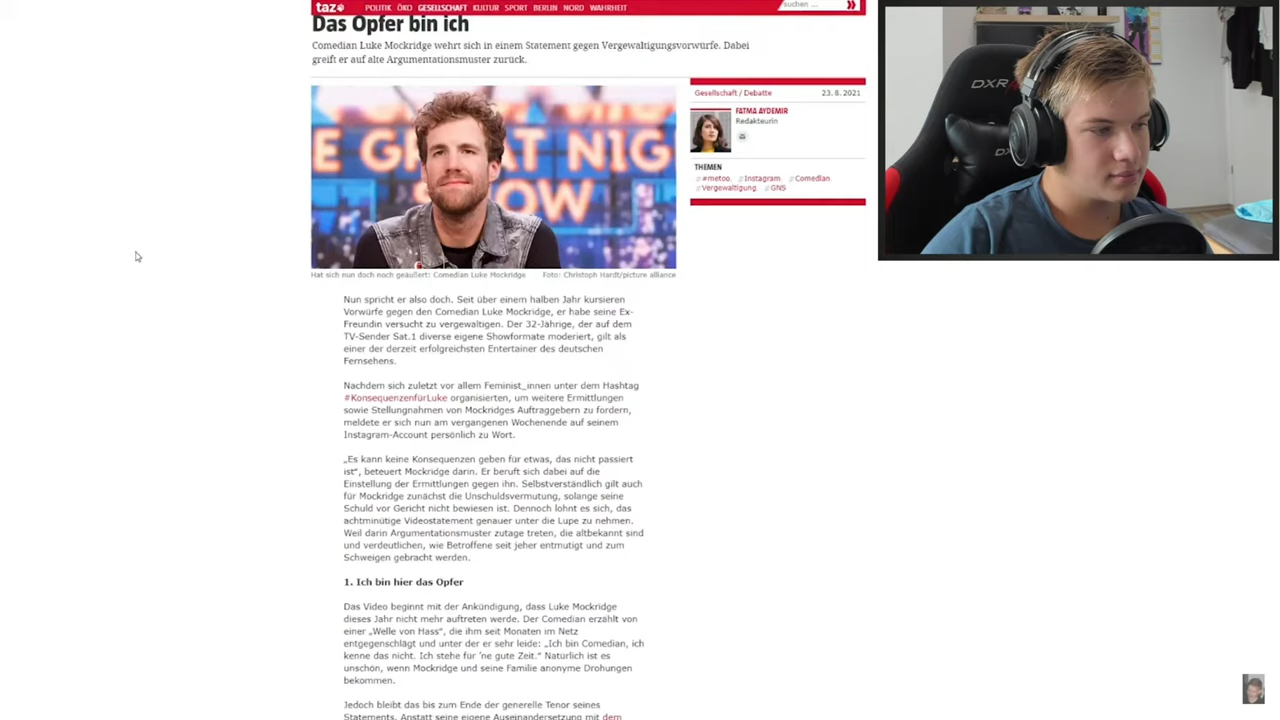 taz
POLITIK ÖKO GESELLSCHAFT KULTUR SPORT BERLIN NORD WAHRHEIT
suchen ...
Das Opfer bin ich
Comedian Luke Mockridge wehrt sich in einem Statement gegen Vergewaltigungsvorwürfe. Dabei
greift er auf alte Argumentationsmuster zurück.
E GREAT N1G
SHOW
Hat sich nun doch noch geäußert: Comedian Luke Mockridge Foto: Christoph Hardt/picture alliance
Gesellschaft / Debatte 23. 8. 2021
FATMA AYDEMIR
Redakteurin
THEMEN
#metoo, #Instagram, #Comedian,
#Vergewaltigung, #GNS
Nun spricht er also doch. Seit über einem halben Jahr kursieren
Vorwürfe gegen den Comedian Luke Mockridge, er habe seine Ex-
Freundin versucht zu vergewaltigen. Der 32-Jährige, der auf dem
TV-Sender Sat.1 diverse eigene Showformate moderiert, gilt als
einer der derzeit erfolgreichsten Entertainer des deutschen
Fernsehens.
Nachdem sich zuletzt vor allem Feminist_innen unter dem Hashtag
#KonsequenzenfürLuke organisierten, um weitere Ermittlungen
sowie Stellungnahmen von Mockridges Auftraggebern zu fordern,
meldete er sich nun am vergangenen Wochenende auf seinem
Instagram-Account persönlich zu Wort.
„Es kann keine Konsequenzen geben für etwas, das nicht passiert
ist“, beteuert Mockridge darin. Er beruft sich dabei auf die
Einstellung der Ermittlungen gegen ihn. Selbstverständlich gilt auch
für Mockridge zunächst die Unschuldsvermutung, solange seine
Schuld vor Gericht nicht bewiesen ist. Dennoch lohnt es sich, das
achtminütige Videostatement genauer unter die Lupe zu nehmen.
Weil darin Argumentationsmuster zutage treten, die altbekannt sind
und verdeutlichen, wie Betroffene seit jeher entmutigt und zum
Schweigen gebracht werden.
1. Ich bin hier das Opfer
Das Video beginnt mit der Ankündigung, dass Luke Mockridge
dieses Jahr nicht mehr auftreten werde. Der Comedian erzählt von
einer „Welle von Hass“, die ihm seit Monaten im Netz
entgegenschlägt und unter der er sehr leide: „Ich bin Comedian, ich
kenne das nicht. Ich stehe für ’ne gute Zeit.“ Natürlich ist es
unschön, wenn Mockridge und seine Familie anonyme Drohungen
bekommen.
Jedoch bleibt das bis zum Ende der generelle Tenor seines
Statements. Anstatt seine eigene Auseinandersetzung mit dem